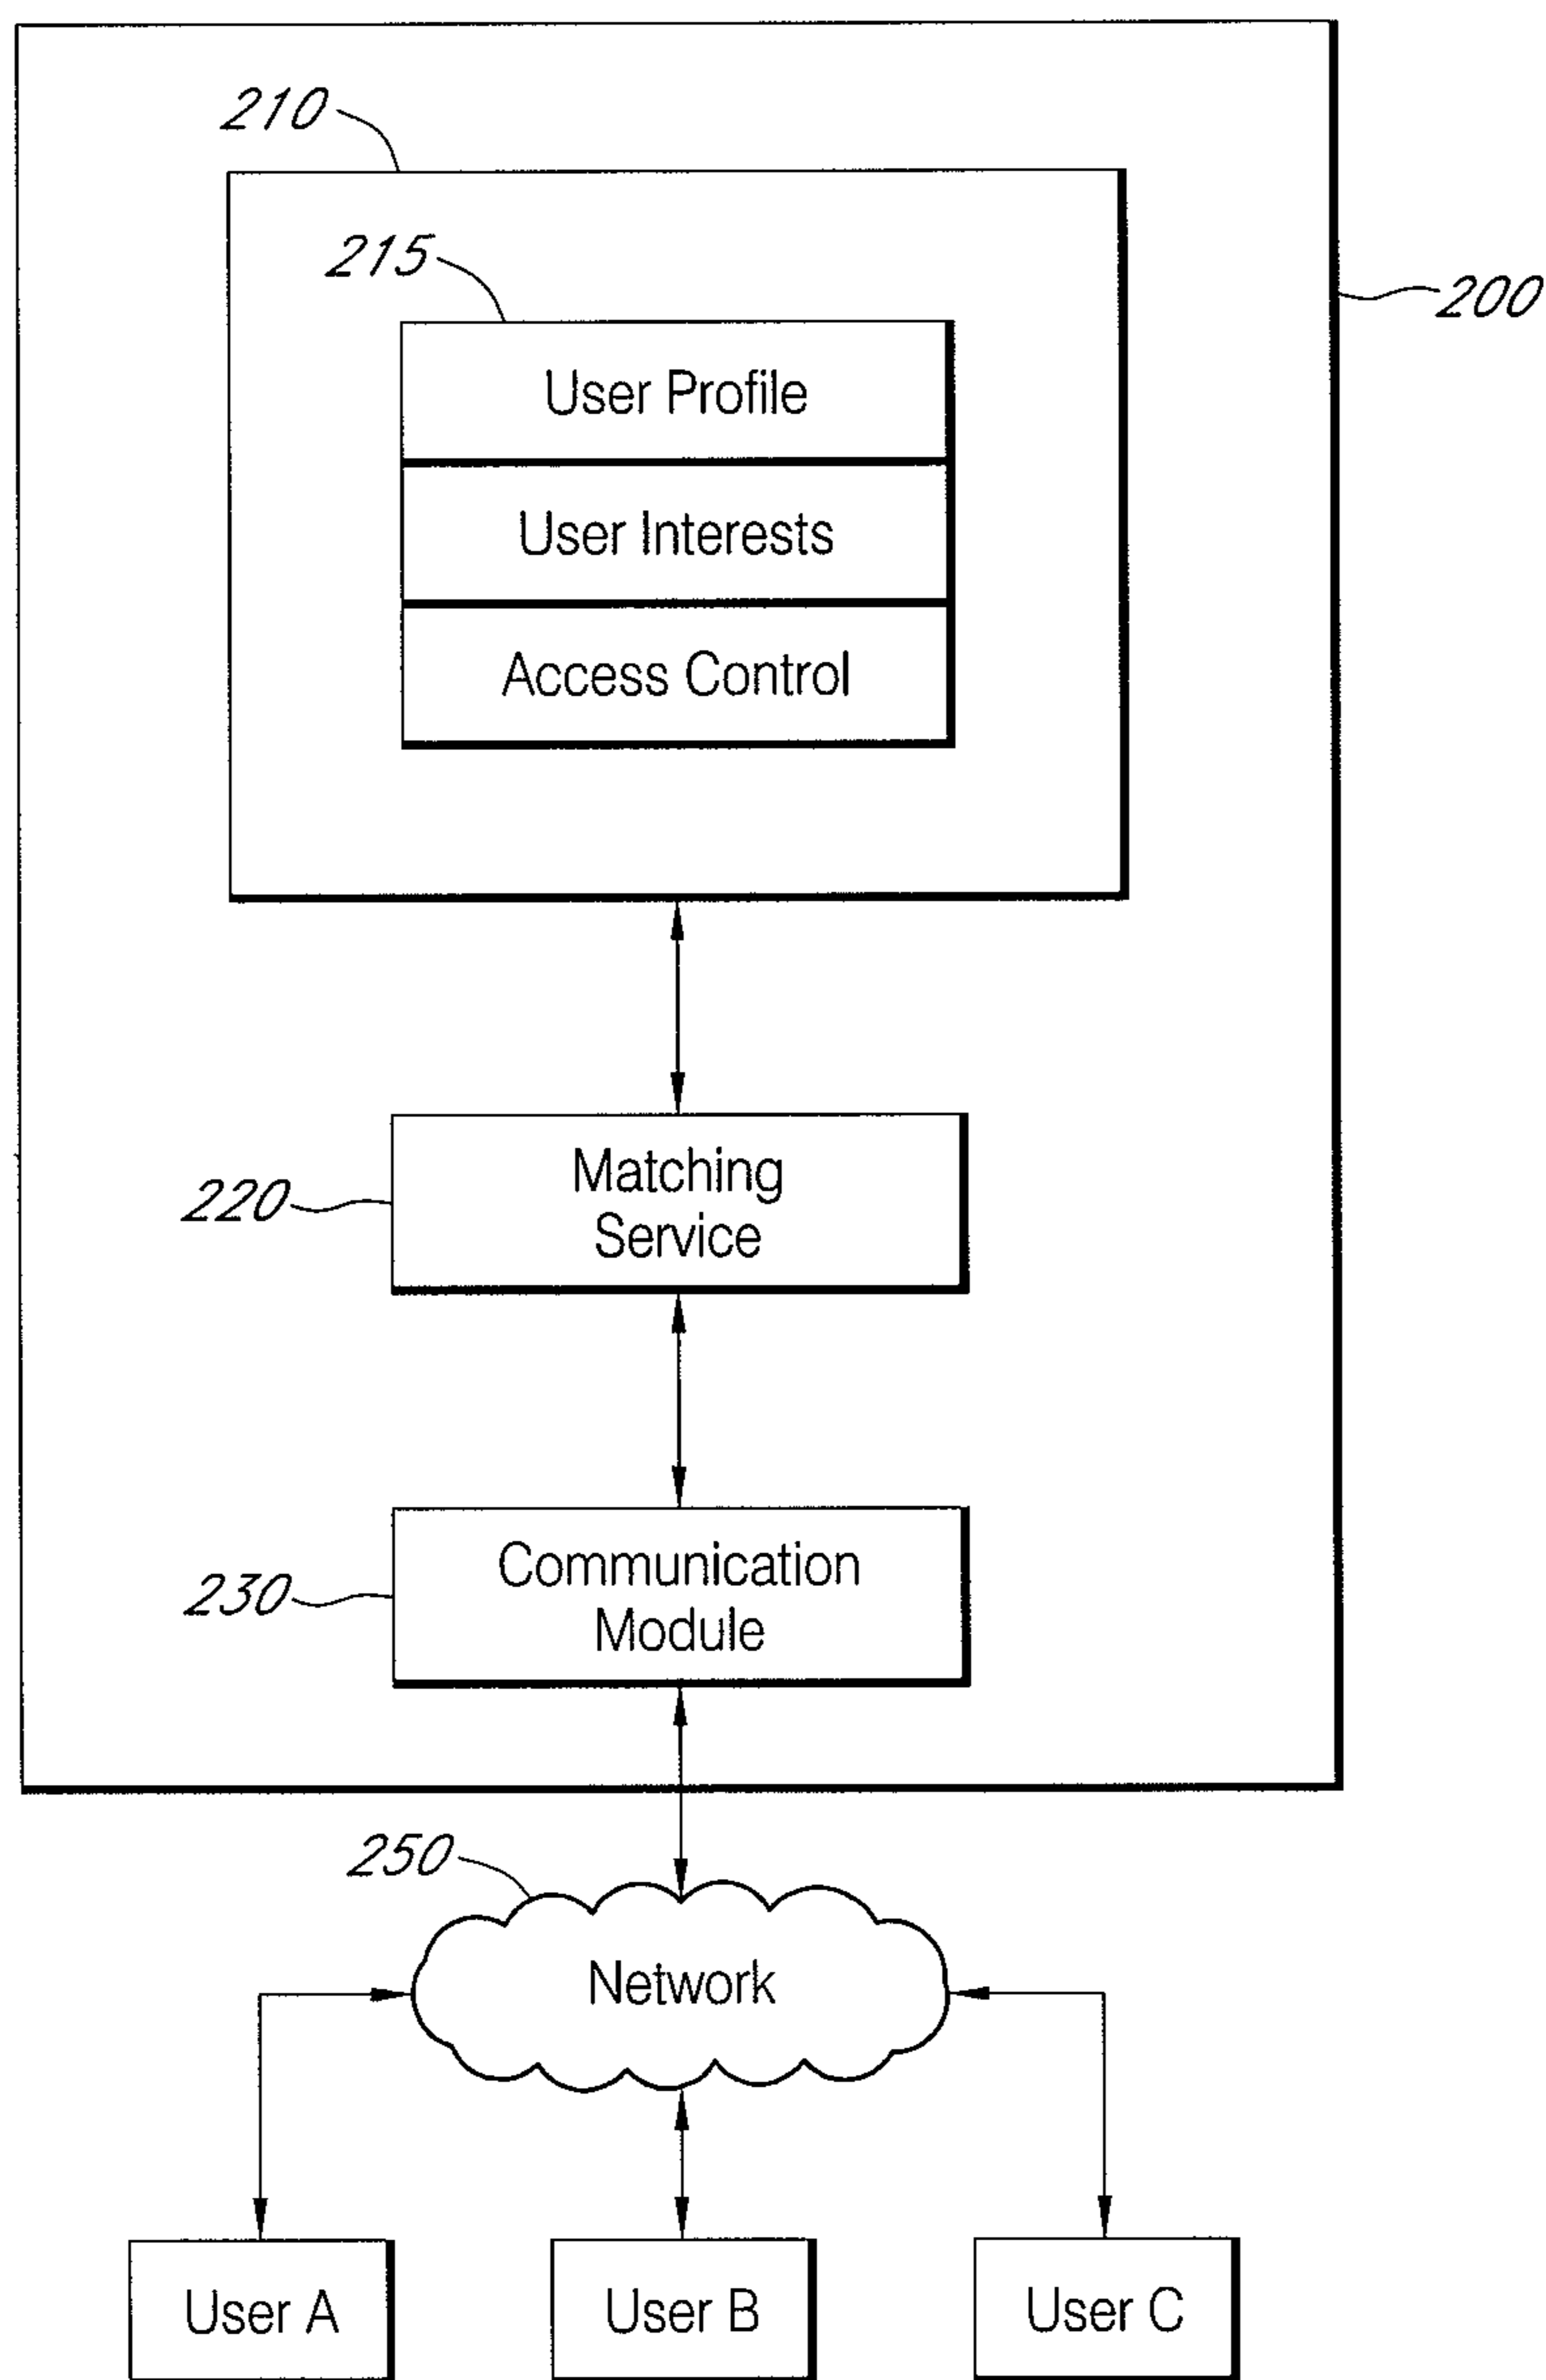 210
215
200
User Profile
User Interests
Access Control
220
Matching
Service
230
Communication
Module
250
Network
User A
User B
User C